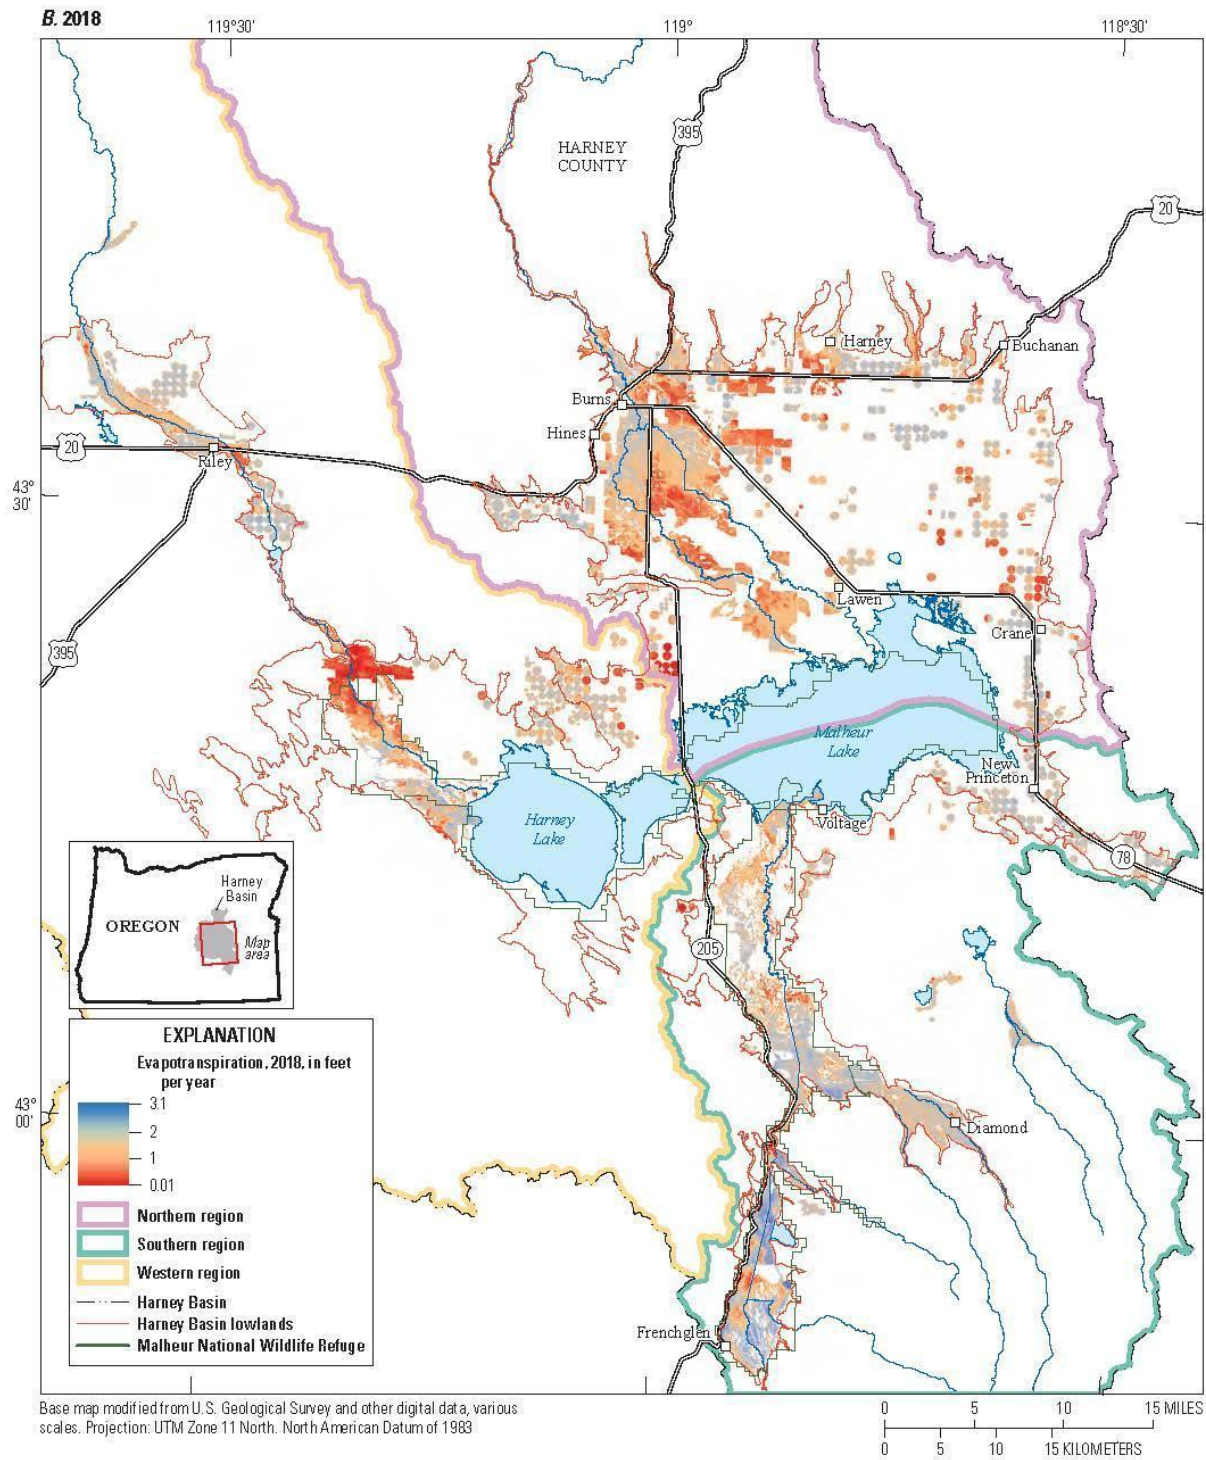 B. 2018
119°30'
119°
118°30'
395
HARNEY
COUNTY
20
Harney
Buchanan
Burns
Hines
20
Riley
43°
30'
Lawen
Crane
395
Malheur
Lake
New
Princeton
Harney
Lake
Voltage
78
Harney
Basin
OREGON
Map
area
205
EXPLANATION
Evapotranspiration, 2018, in feet
per year
3.1
2
1
0.01
43°
00'
Diamond
Northern region
Southern region
Western region
Harney Basin
Harney Basin lowlands
Malheur National Wildlife Refuge
Frenchglen
Base map modified from U.S. Geological Survey and other digital data, various
scales. Projection: UTM Zone 11 North. North American Datum of 1983
0 5 10 15 MILES
0 5 10 15 KILOMETERS